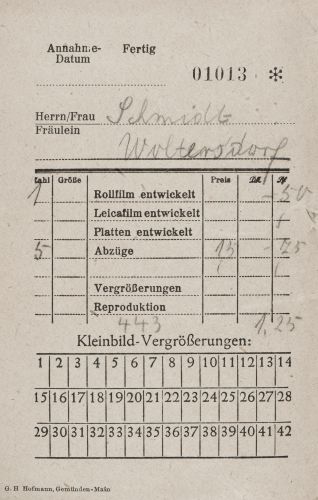 Annahme- Fertig
Datum
01013 *
Herrn/Frau Schmidt
Fräulein Woltersdorf
Zahl Größe Preis RM. ₰
1 Rollfilm entwickelt - 50
Leicafilm entwickelt
Platten entwickelt
5 Abzüge 15 - 75
Vergrößerungen
Reproduktion
443 1,25
Kleinbild-Vergrößerungen:
1 2 3 4 5 6 7 8 9 10 11 12 13 14
15 16 17 18 19 20 21 22 23 24 25 26 27 28
29 30 31 32 33 34 35 36 37 38 39 40 41 42
G. H. Hofmann, Gemünden-Main